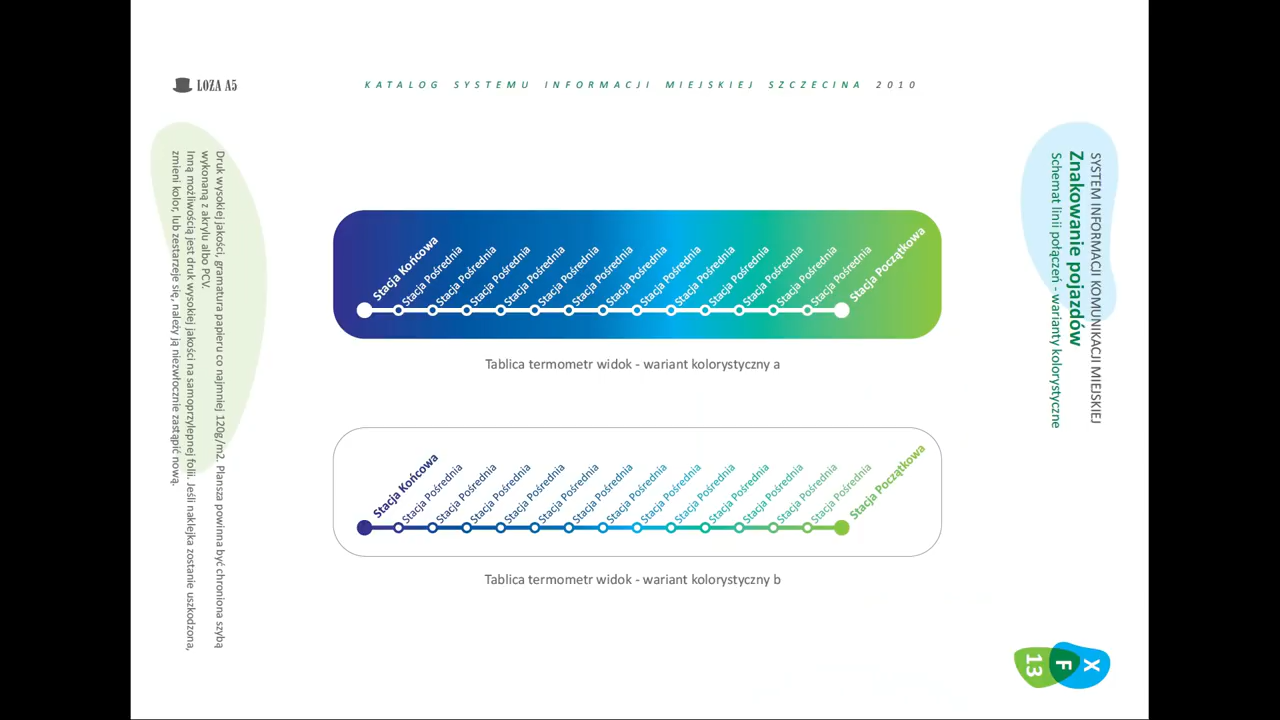 LOŻA A5
KATALOG SYSTEMU INFORMACJI MIEJSKIEJ SZCZECINA 2010
SYSTEM INFORMACJI KOMUNIKACJI MIEJSKIEJ
Znakowanie pojazdów
Schemat linii połączeń - warianty kolorystyczne
Stacja Końcowa
Stacja Pośrednia
Stacja Pośrednia
Stacja Pośrednia
Stacja Pośrednia
Stacja Pośrednia
Stacja Pośrednia
Stacja Pośrednia
Stacja Pośrednia
Stacja Pośrednia
Stacja Pośrednia
Stacja Pośrednia
Stacja Pośrednia
Stacja Pośrednia
Stacja Początkowa
Tablica termometr widok - wariant kolorystyczny a
Stacja Końcowa
Stacja Pośrednia
Stacja Pośrednia
Stacja Pośrednia
Stacja Pośrednia
Stacja Pośrednia
Stacja Pośrednia
Stacja Pośrednia
Stacja Pośrednia
Stacja Pośrednia
Stacja Pośrednia
Stacja Pośrednia
Stacja Pośrednia
Stacja Pośrednia
Stacja Początkowa
Tablica termometr widok - wariant kolorystyczny b
Druk wysokiej jakości, gramatura papieru co najmniej 120g/m2. Plansza powinna być chroniona szybą
wykonaną z akrylu albo PCV.
Inną możliwością jest druk wysokiej jakości na samoprzylepnej folii. Jeśli naklejka zostanie uszkodzona,
zmieni kolor, lub zestarzeje się, należy ją niezwłocznie zastąpić nową.
X
F
13